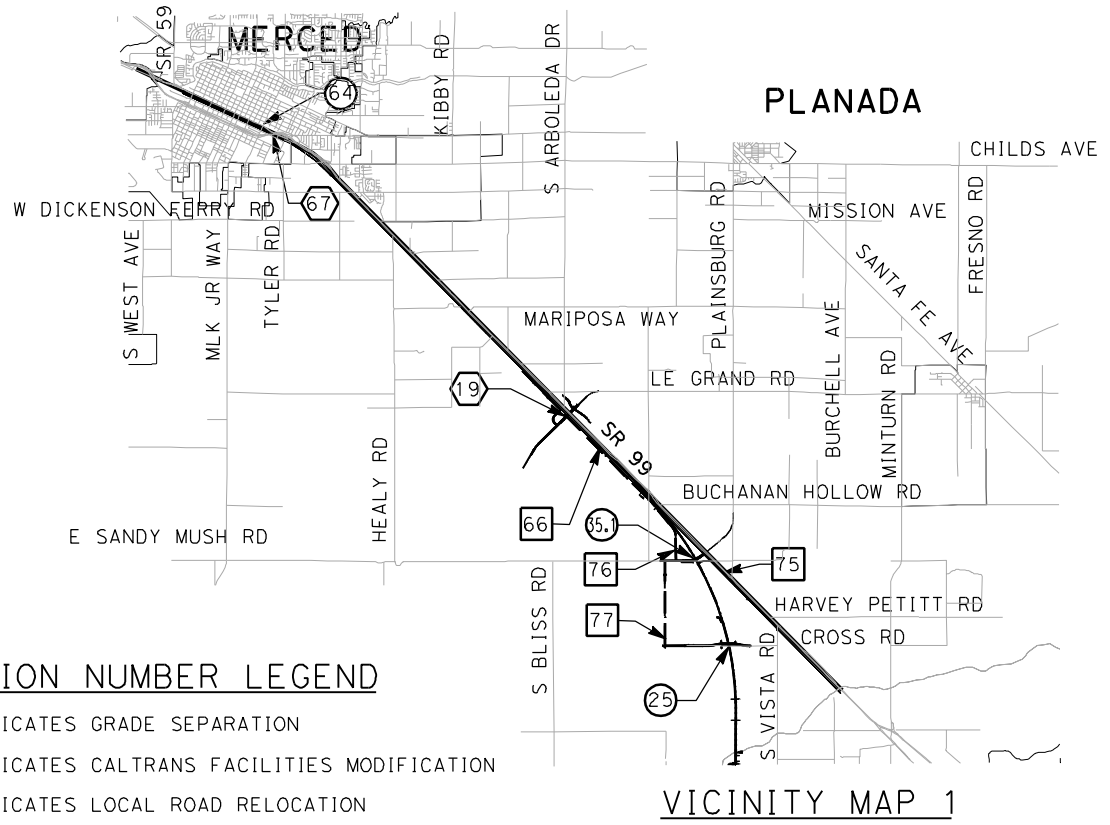 SR 59
MERCED
KIBBY RD
S ARBOLEDA DR
64
PLANADA
CHILDS AVE
W DICKENSON FERRY RD
67
PLAINSBURG RD
MISSION AVE
FRESNO RD
S WEST AVE
MLK JR WAY
TYLER RD
SANTA FE AVE
MARIPOSA WAY
BURCHELL AVE
MINTURN RD
LE GRAND RD
19
SR 99
HEALY RD
BUCHANAN HOLLOW RD
66
35.1
E SANDY MUSH RD
76
75
S BLISS RD
HARVEY PETITT RD
77
CROSS RD
S VISTA RD
25
ION NUMBER LEGEND
ICATES GRADE SEPARATION
ICATES CALTRANS FACILITIES MODIFICATION
ICATES LOCAL ROAD RELOCATION
VICINITY MAP 1